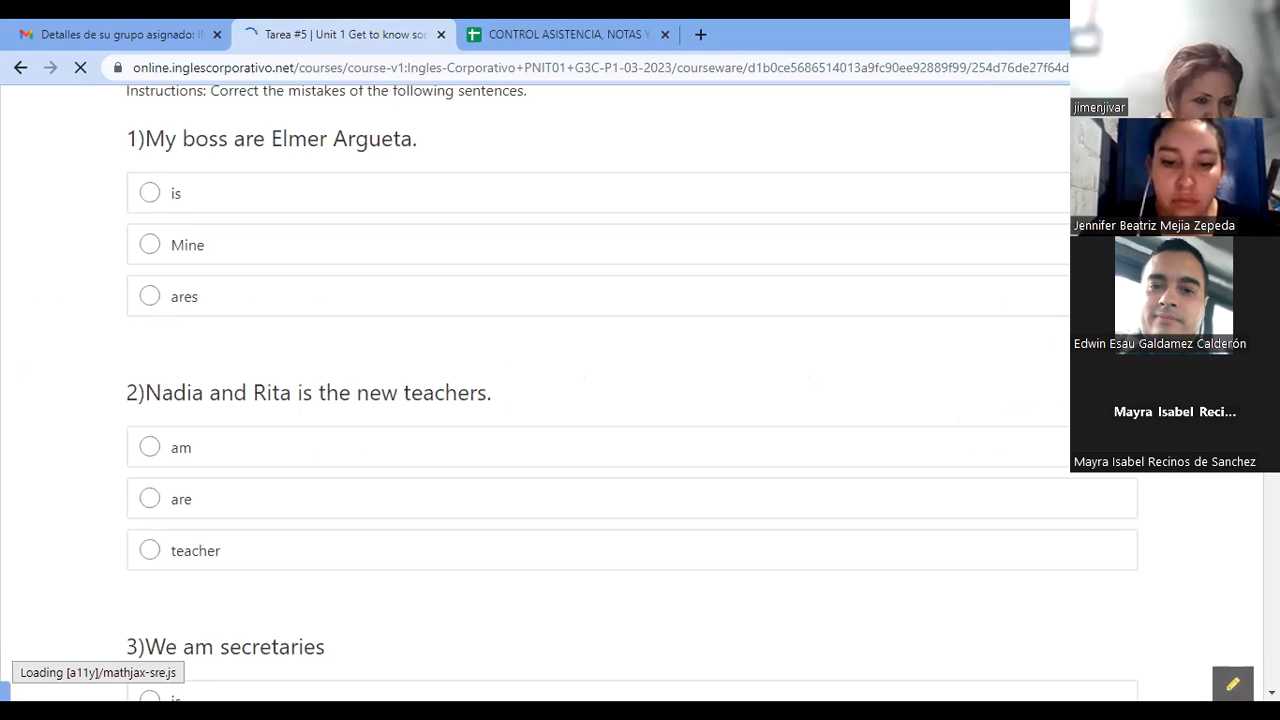 Detalles de su grupo asignado: I
Tarea #5 | Unit 1 Get to know so
CONTROL ASISTENCIA, NOTAS Y
online.inglescorporativo.net/courses/course-v1:Ingles-Corporativo+PNIT01+G3C-P1-03-2023/courseware/d1b0ce5686514013a9fc90ee92889f99/254d76de27f64d
Instructions: Correct the mistakes of the following sentences.
1)My boss are Elmer Argueta.
is
Mine
ares
2)Nadia and Rita is the new teachers.
am
are
teacher
3)We am secretaries
is
Loading [a11y]/mathjax-sre.js
jimenjivar
Jennifer Beatriz Mejia Zepeda
Edwin Esau Galdamez Calderón
Mayra Isabel Reci...
Mayra Isabel Recinos de Sanchez